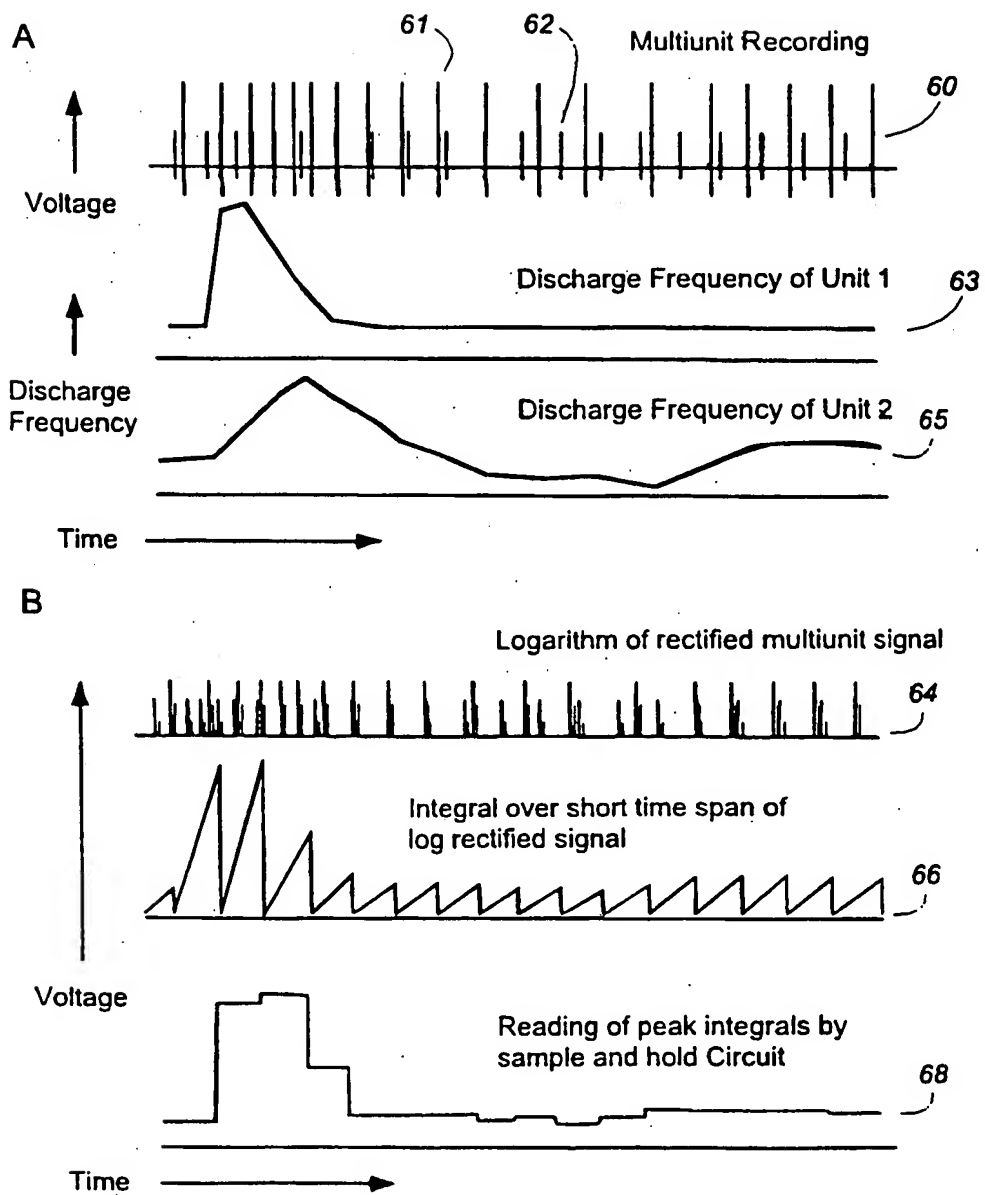 A
61
62
Multiunit Recording
60
Voltage
Discharge Frequency of Unit 1
63
Discharge
Frequency
Discharge Frequency of Unit 2
65
Time
B
Logarithm of rectified multiunit signal
64
Integral over short time span of
log rectified signal
66
Voltage
Reading of peak integrals by
sample and hold Circuit
68
Time